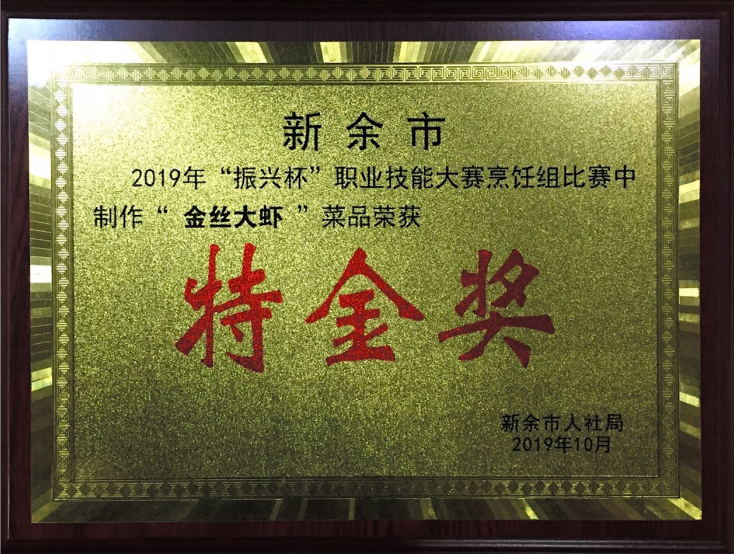 新余市
2019年“振兴杯”职业技能大赛烹饪组比赛中
制作“金丝大虾”菜品荣获
特金奖
新余市人社局
2019年10月